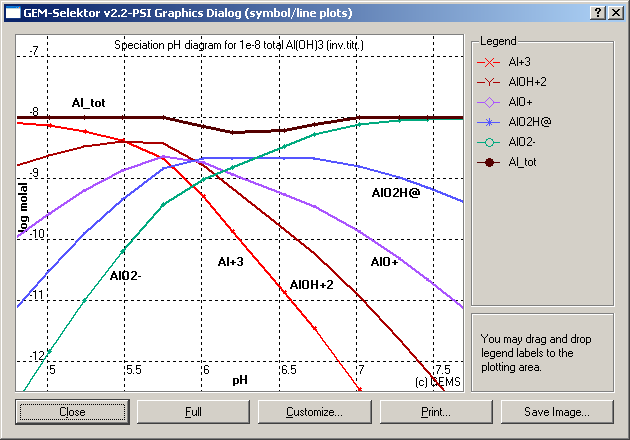 GEM-Selektor v2.2-PSI Graphics Dialog (symbol/line plots)
Speciation pH diagram for 1e-8 total Al(OH)3 (inv.titr.)
-7
-8
-9
-10
-11
-12
log molal
Al_tot
AlO2H@
AlO+
AlOH+2
Al+3
AlO2-
5
5.5
6
6.5
7
7.5
pH
(c) GEMS
Legend
Al+3
AlOH+2
AlO+
AlO2H@
AlO2-
Al_tot
You may drag and drop
legend labels to the
plotting area.
Close
Full
Customize...
Print...
Save Image...